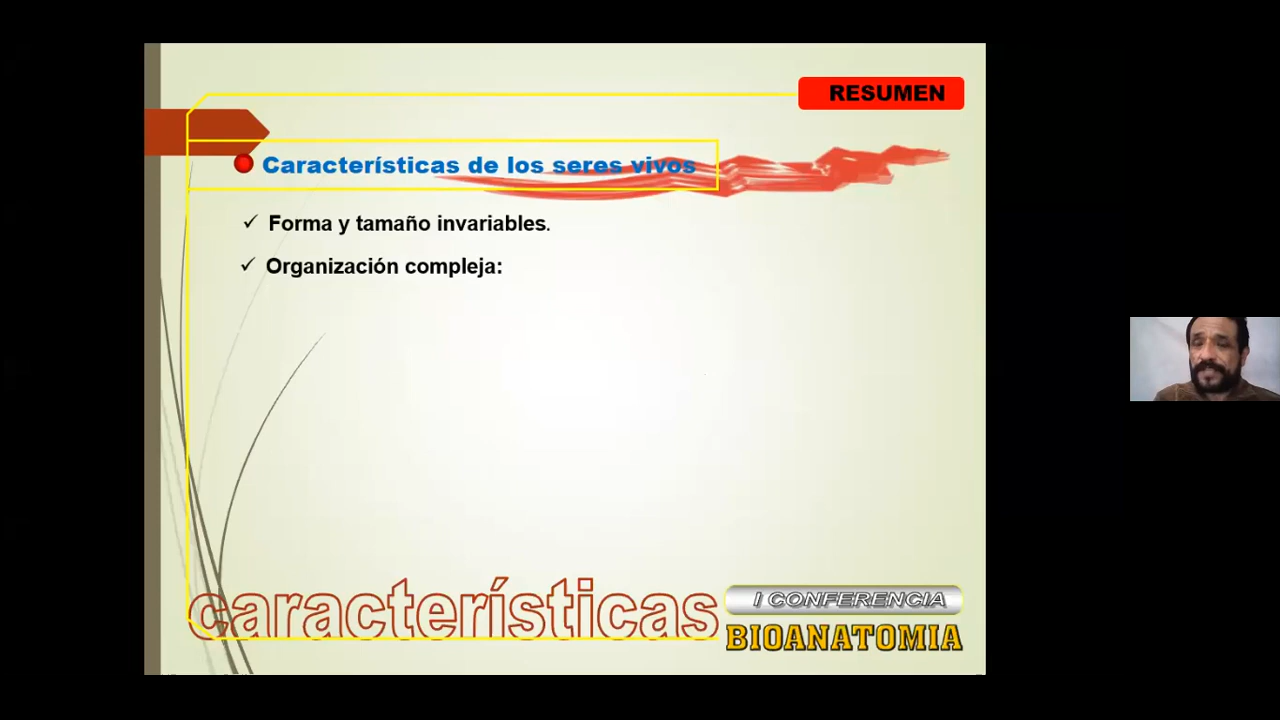 RESUMEN
Características de los seres vivos
✓ Forma y tamaño invariables.
✓ Organización compleja:
características
I CONFERENCIA
BIOANATOMIA